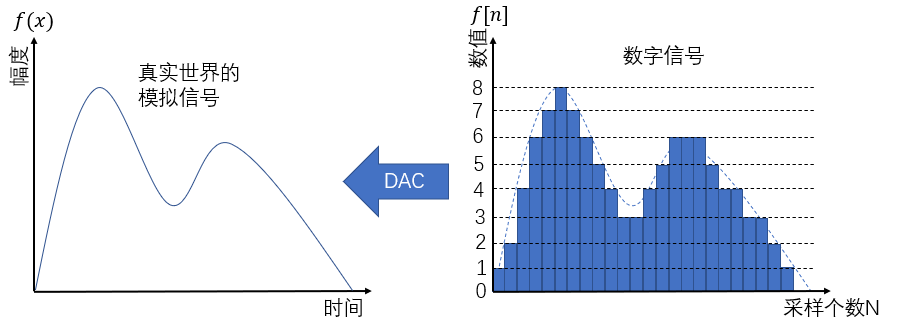 f(x)
幅度
真实世界的
模拟信号
时间
DAC
f[n]
数值
数字信号
8
7
6
5
4
3
2
1
0
采样个数N